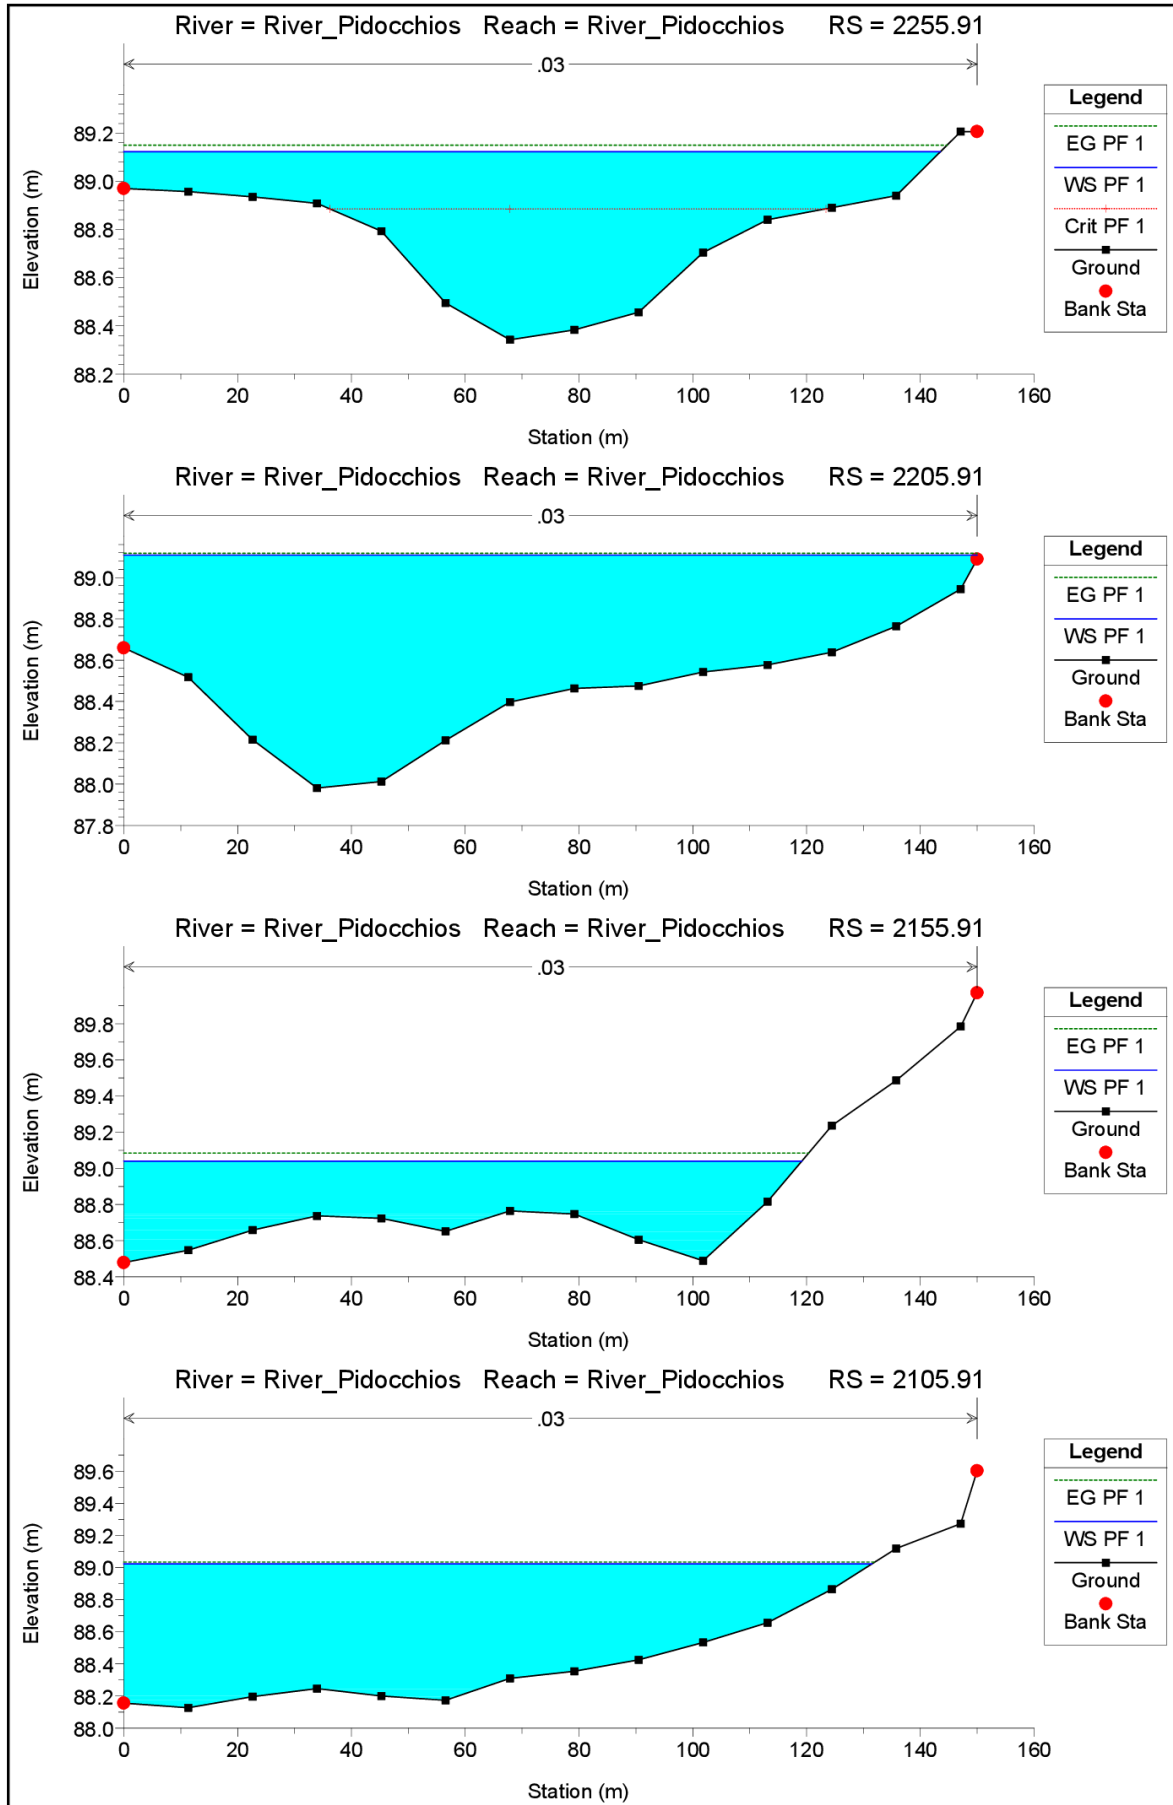 River = River_Pidocchios Reach = River_Pidocchios RS = 2255.91
.03
Legend
EG PF 1
WS PF 1
Crit PF 1
Ground
Bank Sta
Elevation (m)
89.2
89.0
88.8
88.6
88.4
88.2
0 20 40 60 80 100 120 140 160
Station (m)
River = River_Pidocchios Reach = River_Pidocchios RS = 2205.91
.03
Legend
EG PF 1
WS PF 1
Ground
Bank Sta
Elevation (m)
89.0
88.8
88.6
88.4
88.2
88.0
87.8
0 20 40 60 80 100 120 140 160
Station (m)
River = River_Pidocchios Reach = River_Pidocchios RS = 2155.91
.03
Legend
EG PF 1
WS PF 1
Ground
Bank Sta
Elevation (m)
89.8
89.6
89.4
89.2
89.0
88.8
88.6
88.4
0 20 40 60 80 100 120 140 160
Station (m)
River = River_Pidocchios Reach = River_Pidocchios RS = 2105.91
.03
Legend
EG PF 1
WS PF 1
Ground
Bank Sta
Elevation (m)
89.6
89.4
89.2
89.0
88.8
88.6
88.4
88.2
88.0
0 20 40 60 80 100 120 140 160
Station (m)